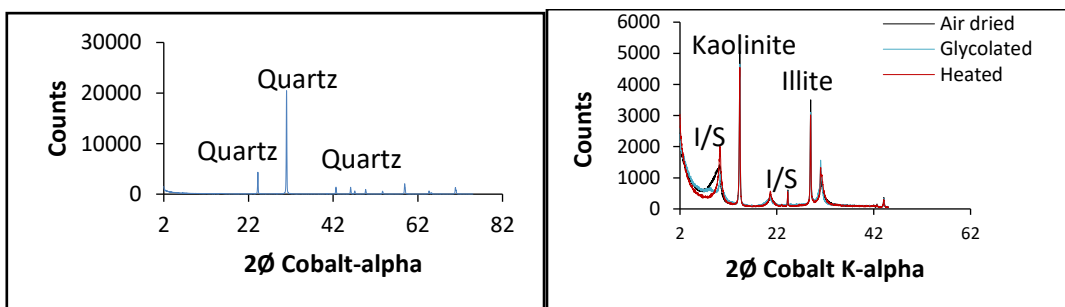 30000
20000
10000
0
Counts
Quartz
Quartz
Quartz
2 22 42 62 82
2Ø Cobalt-alpha
6000
5000
4000
3000
2000
1000
0
Counts
Kaolinite
Illite
I/S
I/S
Air dried
Glycolated
Heated
2 22 42 62
2Ø Cobalt K-alpha